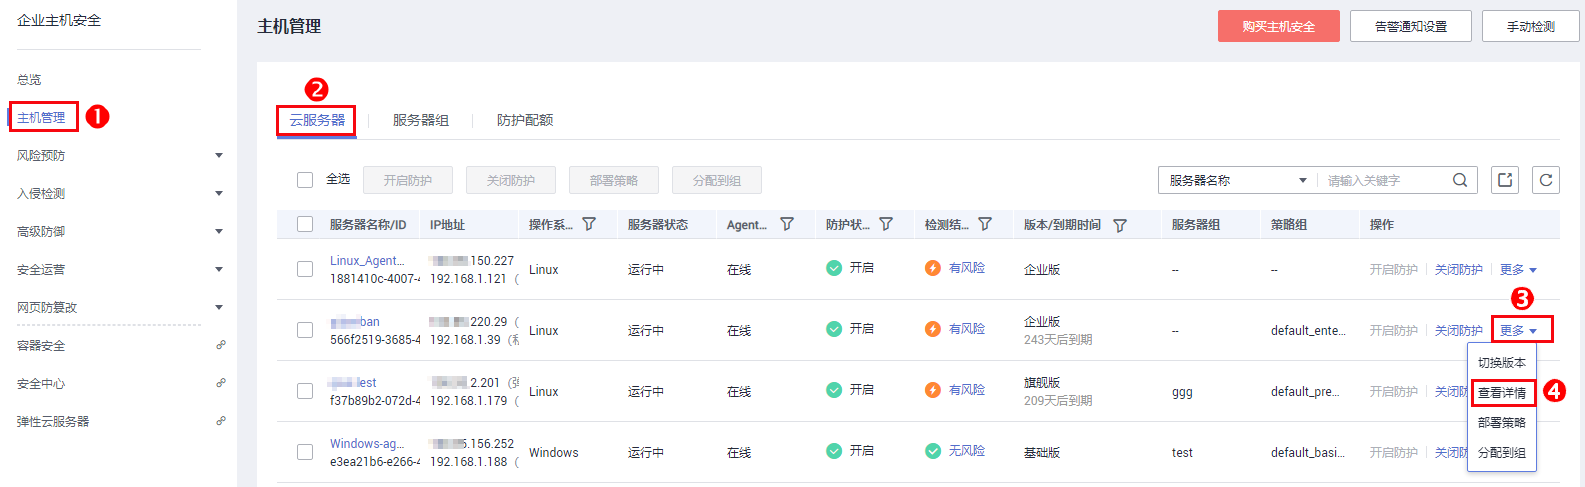 企业主机安全
总览
主机管理
1
风险预防
入侵检测
高级防御
安全运营
网页防篡改
容器安全
安全中心
弹性云服务器
主机管理
购买主机安全 告警通知设置 手动检测
2
云服务器 服务器组 防护配额
全选 开启防护 关闭防护 部署策略 分配到组 服务器名称 请输入关键字
服务器名称/ID IP地址 操作系... 服务器状态 Agent... 防护状... 检测结... 版本/到期时间 服务器组 策略组 操作
Linux_Agent... 150.227 Linux 运行中 在线 开启 有风险 企业版 -- -- 开启防护 关闭防护 更多
1881410c-4007-4 192.168.1.121 (
3
ban 220.29 ( Linux 运行中 在线 开启 有风险 企业版 -- default_ente... 开启防护 关闭防护 更多
566f2519-3685-4 192.168.1.39 (私 243天后到期
切换版本
查看详情
部署策略
分配到组
4
est 2.201 (弹 Linux 运行中 在线 开启 有风险 旗舰版 ggg default_pre... 开启防护
f37b89b2-072d-4 192.168.1.179 ( 209天后到期
Windows-ag... 156.252 Windows 运行中 在线 开启 无风险 基础版 test default_basi... 开启防护
e3ea21b6-e266-4 192.168.1.188 (